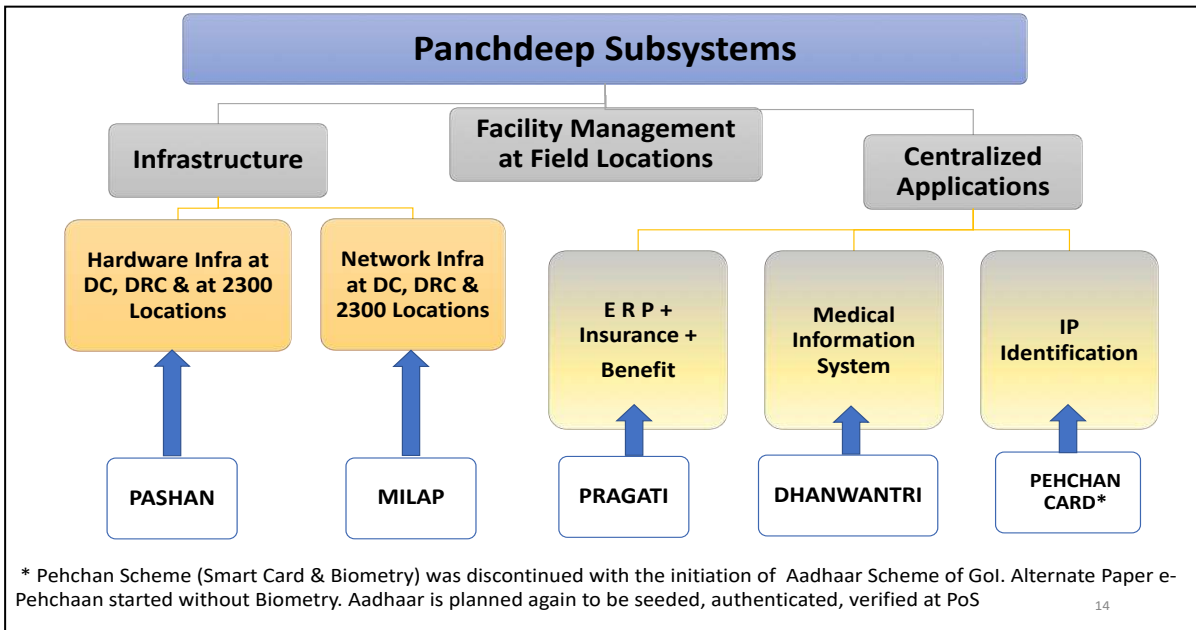 Panchdeep Subsystems
Facility Management
at Field Locations
Infrastructure
Centralized
Applications
Hardware Infra at
DC, DRC & at 2300
Locations
Network Infra
at DC, DRC &
2300 Locations
E R P +
Insurance +
Benefit
Medical
Information
System
IP
Identification
PASHAN
MILAP
PRAGATI
DHANWANTRI
PEHCHAN
CARD*
* Pehchan Scheme (Smart Card & Biometry) was discontinued with the initiation of Aadhaar Scheme of GoI. Alternate Paper e-
Pehchaan started without Biometry. Aadhaar is planned again to be seeded, authenticated, verified at PoS
14